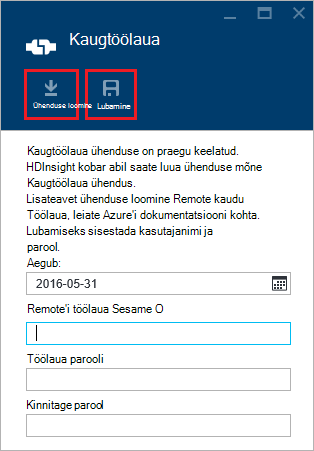 Kaugtöölaua
Ühenduse loomine
Lubamine
Kaugtöölaua ühenduse on praegu keelatud.
HDInsight kobar abil saate luua ühenduse mõne
Kaugtöölaua ühendus.
Lisateavet ühenduse loomine Remote kaudu
Töölaua, leiate Azure'i dokumentatsiooni kohta.
Lubamiseks sisestada kasutajanimi ja
parool.
Aegub:
2016-05-31
Remote'i töölaua Sesame O
Töölaua parooli
Kinnitage parool